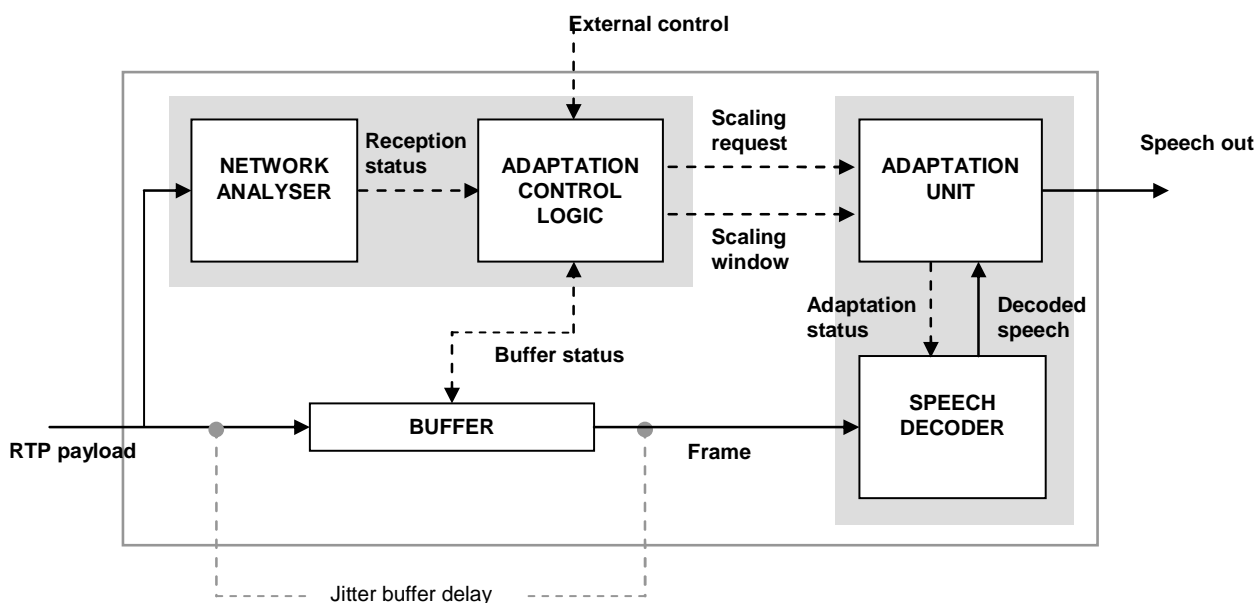 External control
NETWORK
ANALYSER
Reception
status
ADAPTATION
CONTROL
LOGIC
Scaling
request
Scaling
window
ADAPTATION
UNIT
Speech out
Adaptation
status
Decoded
speech
Buffer status
RTP payload
BUFFER
Frame
SPEECH
DECODER
Jitter buffer delay